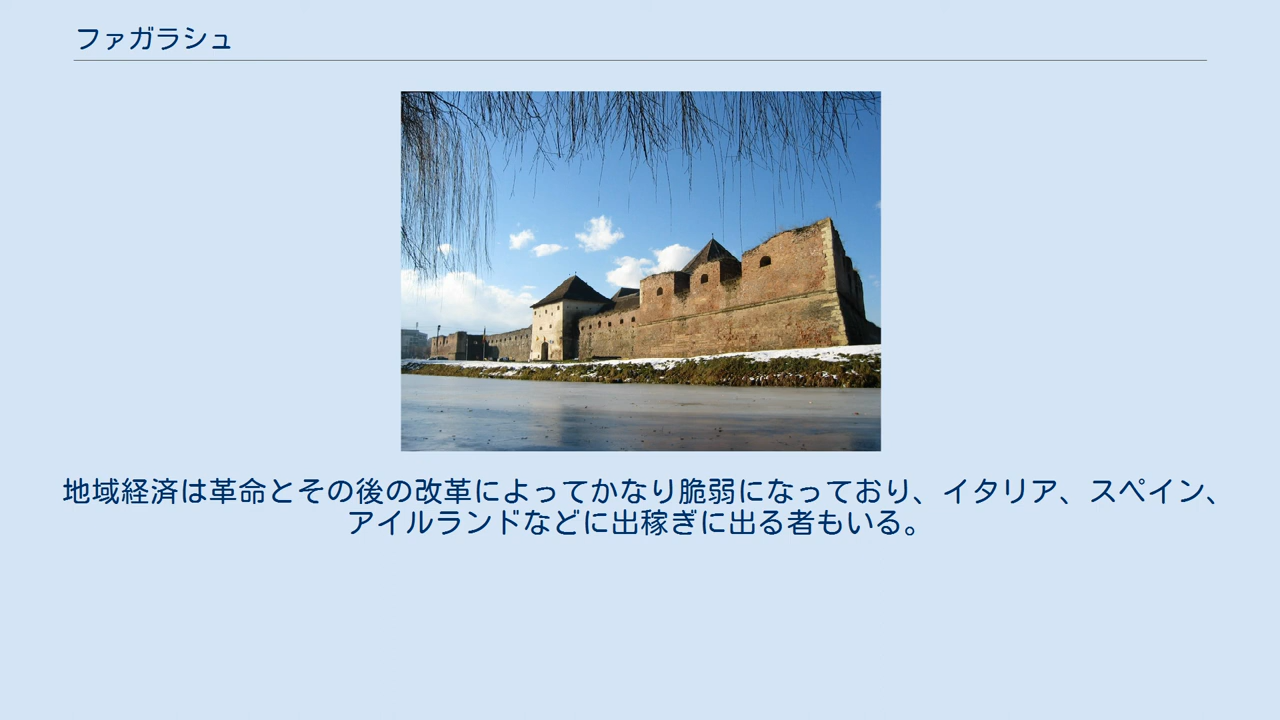 ファガラシュ
地域経済は革命とその後の改革によってかなり脆弱になっており、イタリア、スペイン、
アイルランドなどに出稼ぎに出る者もいる。